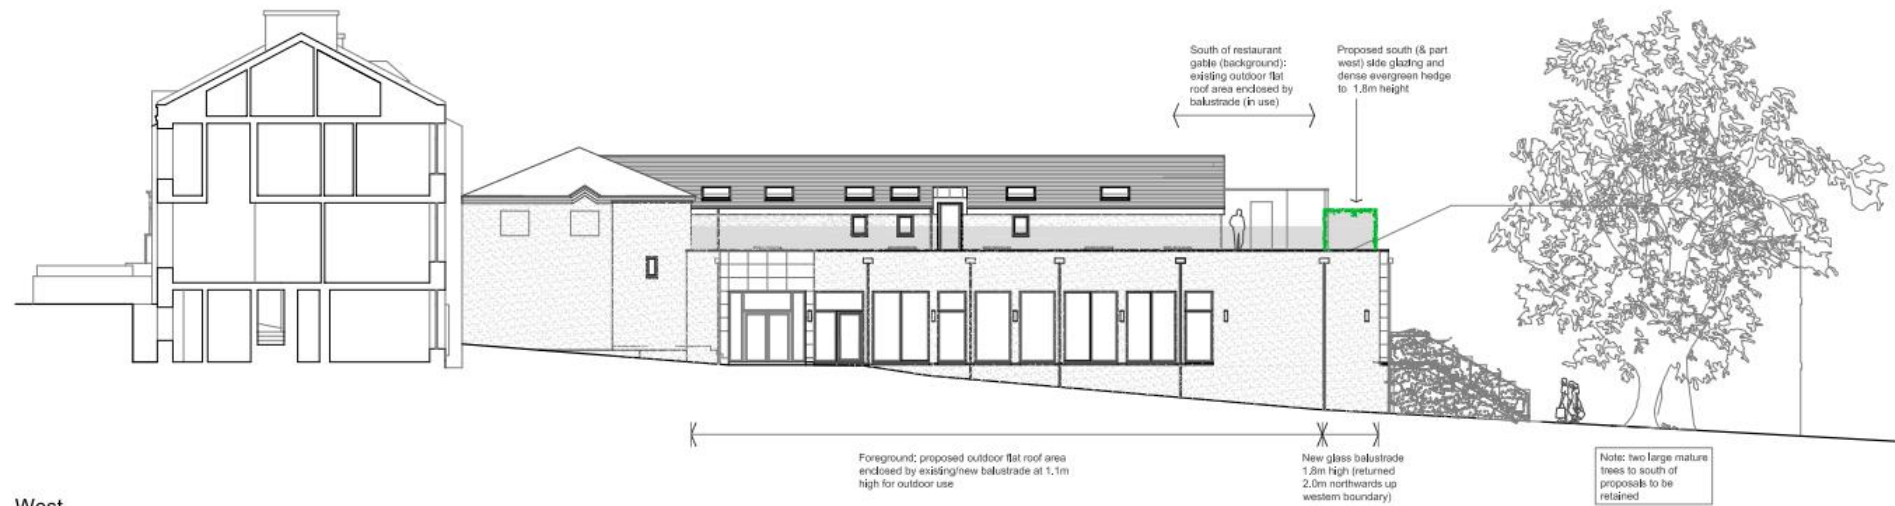 South of restaurant
gable (background):
existing outdoor flat
roof area enclosed by
balustrade (in use)
Proposed south (& part
west) side glazing and
dense evergreen hedge
to 1.8m height
Foreground; proposed outdoor flat roof area
enclosed by existing/new balustrade at 1.1m
high for outdoor use
New glass balustrade
1.8m high (returned
2.0m northwards up
western boundary)
Note: two large mature
trees to south of
proposals to be
retained
West